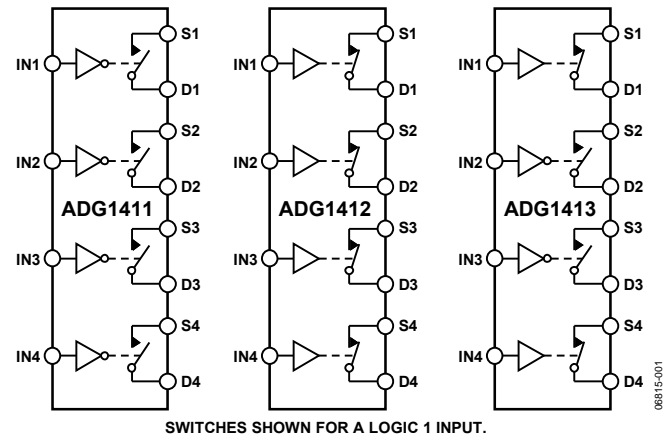 S1 S1 S1
IN1 IN1 IN1
D1 D1 D1
S2 S2 S2
IN2 IN2 IN2
D2 D2 D2
ADG1411 ADG1412 ADG1413
S3 S3 S3
IN3 IN3 IN3
D3 D3 D3
S4 S4 S4
IN4 IN4 IN4
D4 D4 D4
06815-001
SWITCHES SHOWN FOR A LOGIC 1 INPUT.